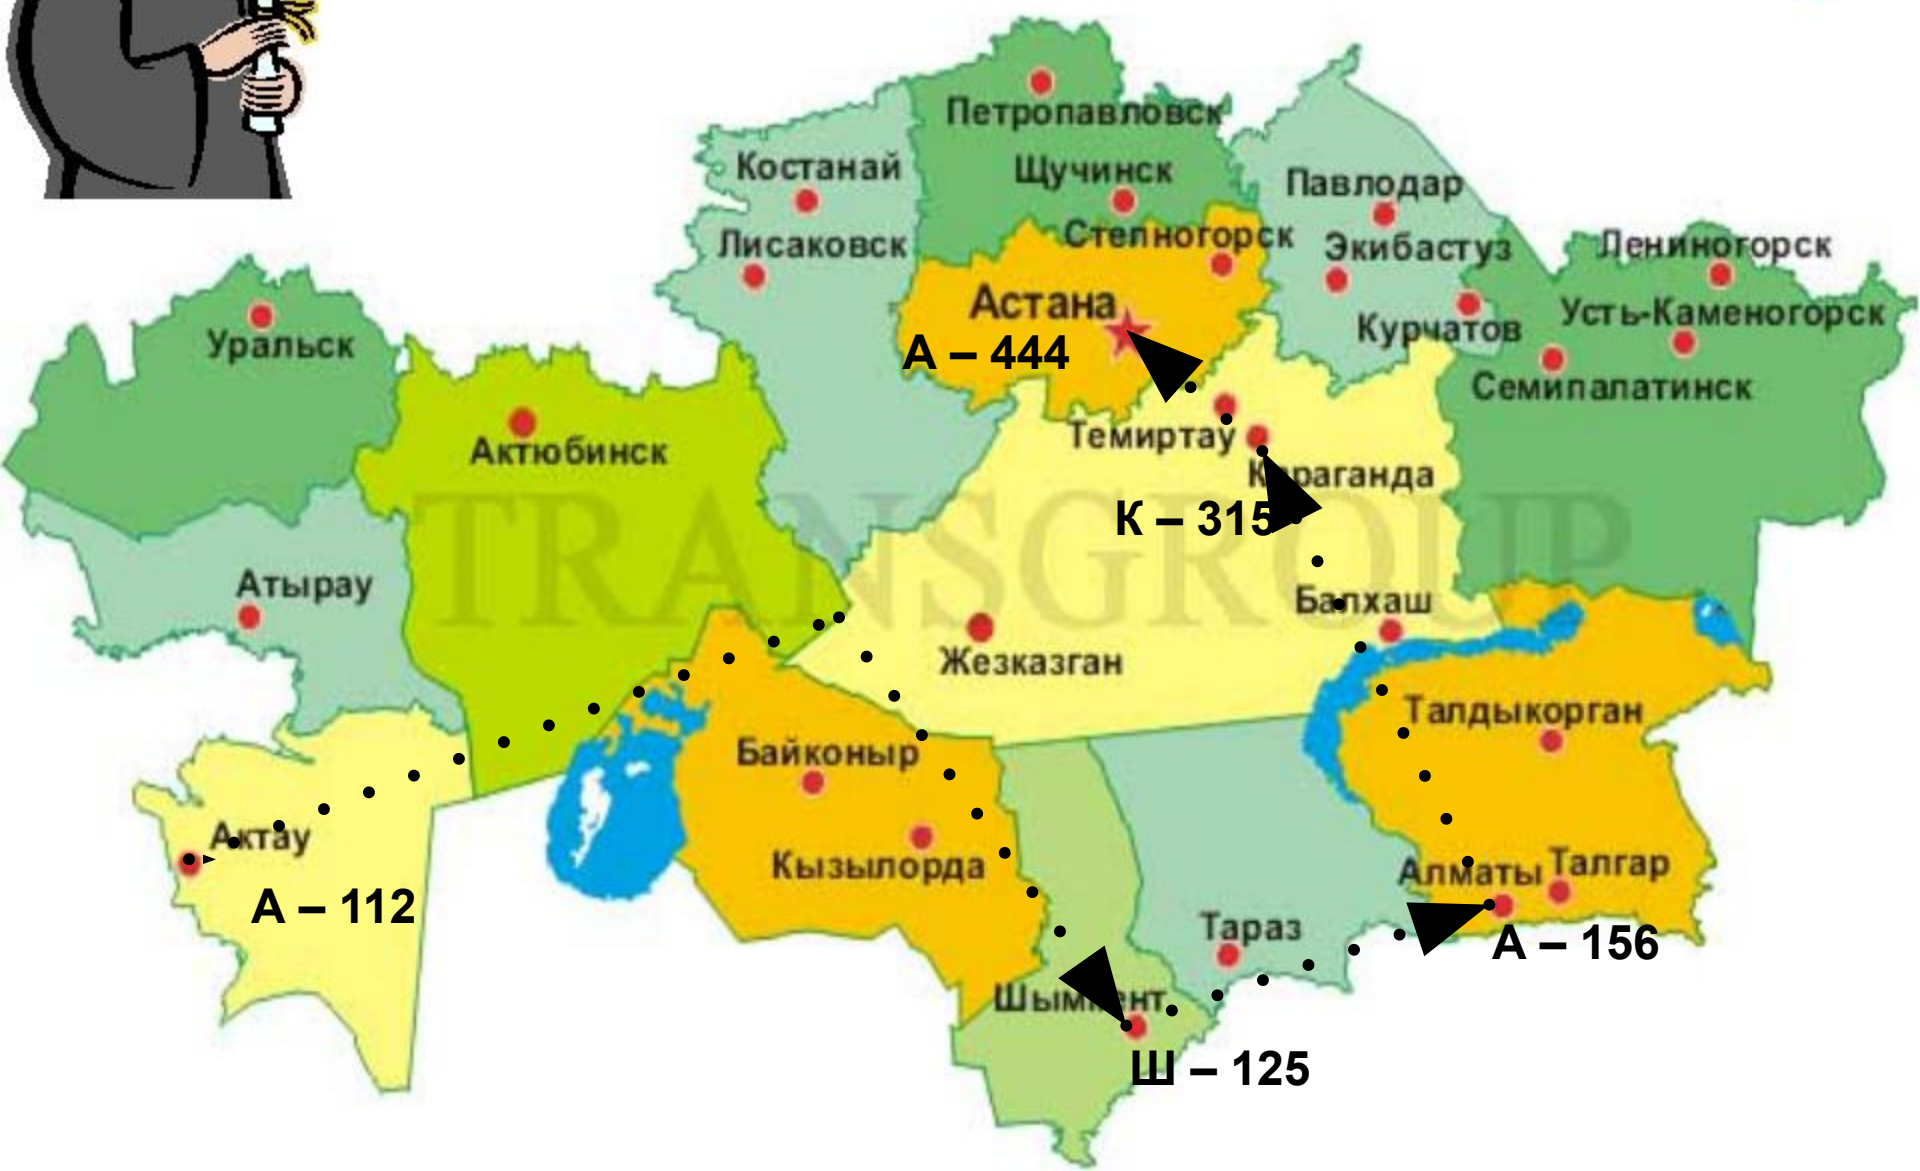 Петропавловск
Костанай
Щучинск
Павлодар
Лисаковск
Степногорск
Экибастуз
Лениногорск
Астана
Усть-Каменогорск
Курчатов
Уральск
А – 444
Семипалатинск
Темиртау
Актюбинск
Караганда
К – 315
TRANSGROUP
Атырау
Балхаш
Жезказган
Талдыкорган
Байконыр
Актау
Кызылорда
Алматы
Талгар
А – 112
Тараз
А – 156
Шымкент
Ш – 125